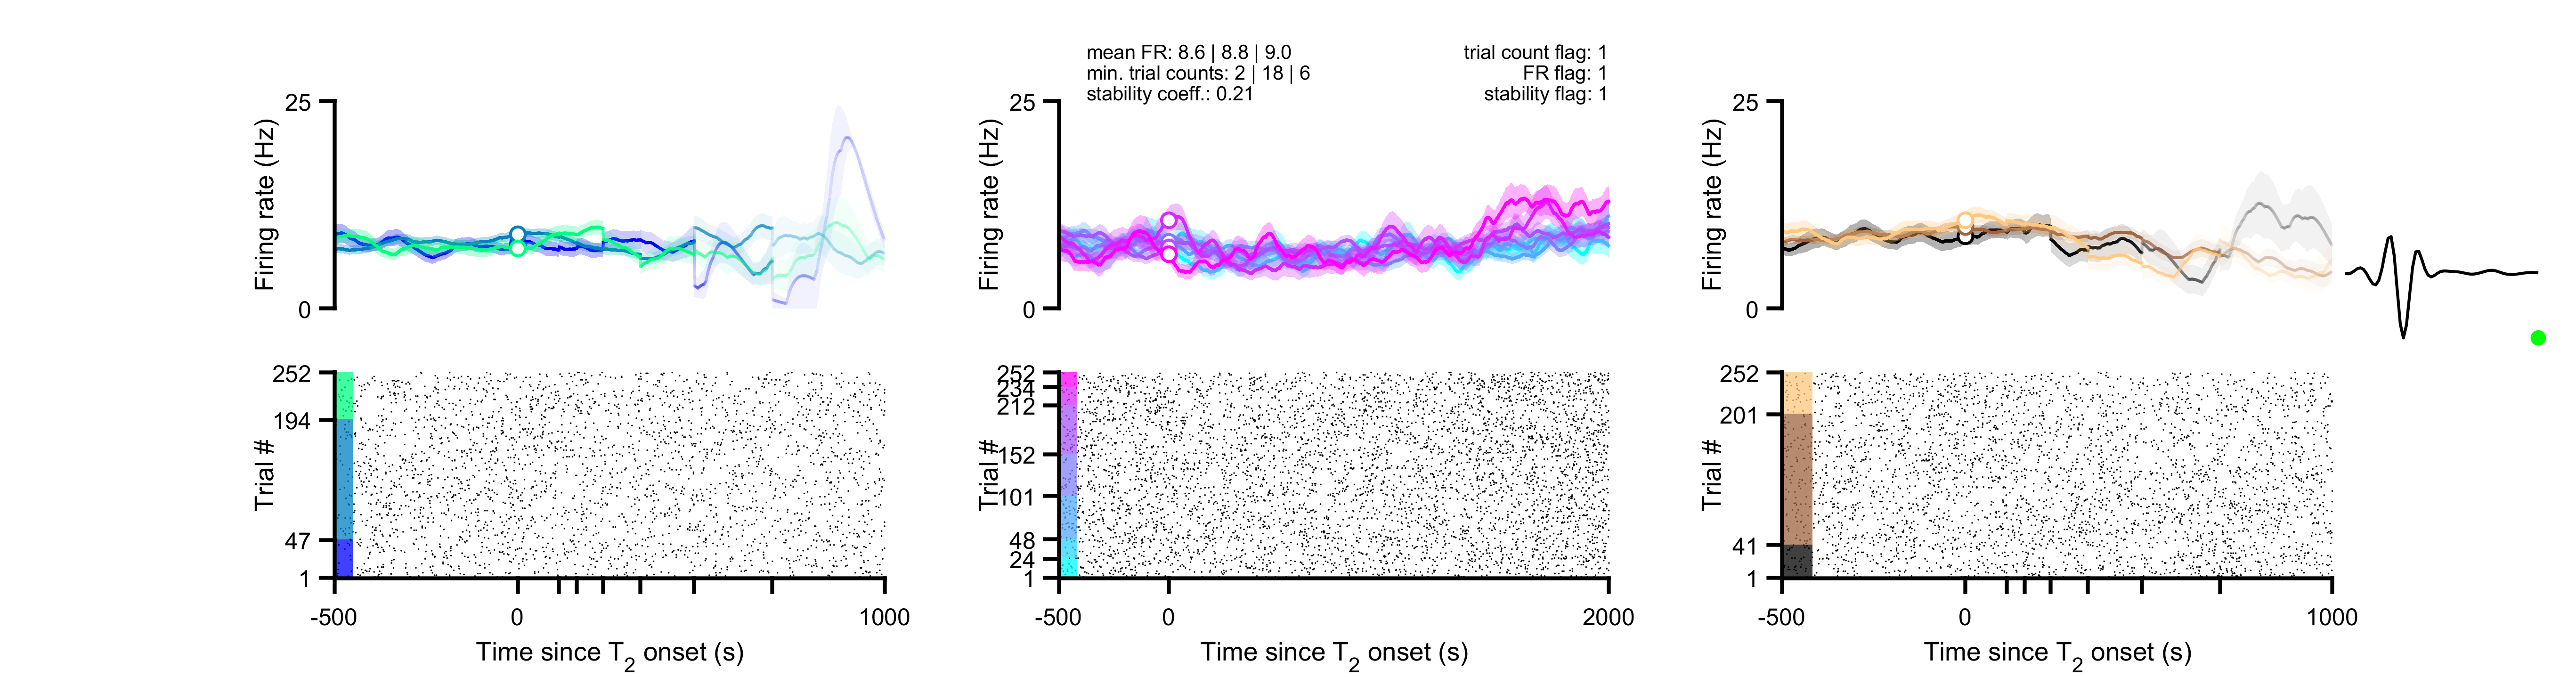 mean FR: 8.6 | 8.8 | 9.0
min. trial counts: 2 | 18 | 6
stability coeff.: 0.21
trial count flag: 1
FR flag: 1
stability flag: 1
25
0
Firing rate (Hz)
25
0
Firing rate (Hz)
25
0
Firing rate (Hz)
252
194
47
1
Trial #
-500
0
1000
Time since T2 onset (s)
252
234
212
152
101
48
24
1
Trial #
-500
0
2000
Time since T2 onset (s)
252
201
41
1
Trial #
-500
0
1000
Time since T2 onset (s)